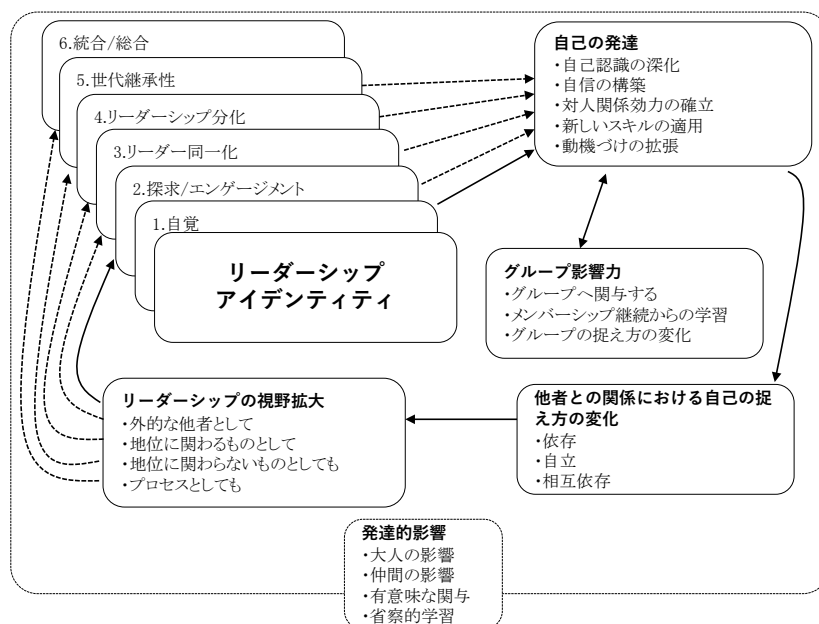 6.統合/総合
5.世代継承性
4.リーダーシップ分化
3.リーダー同一化
2.探求/エンゲージメント
1.自覚
リーダーシップ
アイデンティティ
自己の発達
・自己認識の深化
・自信の構築
・対人関係効力の確立
・新しいスキルの適用
・動機づけの拡張
グループ影響力
・グループへ関与する
・メンバーシップ継続からの学習
・グループの捉え方の変化
リーダーシップの視野拡大
・外的な他者として
・地位に関わるものとして
・地位に関わらないものとしても
・プロセスとしても
他者との関係における自己の捉
え方の変化
・依存
・自立
・相互依存
発達的影響
・大人の影響
・仲間の影響
・有意味な関与
・省察的学習